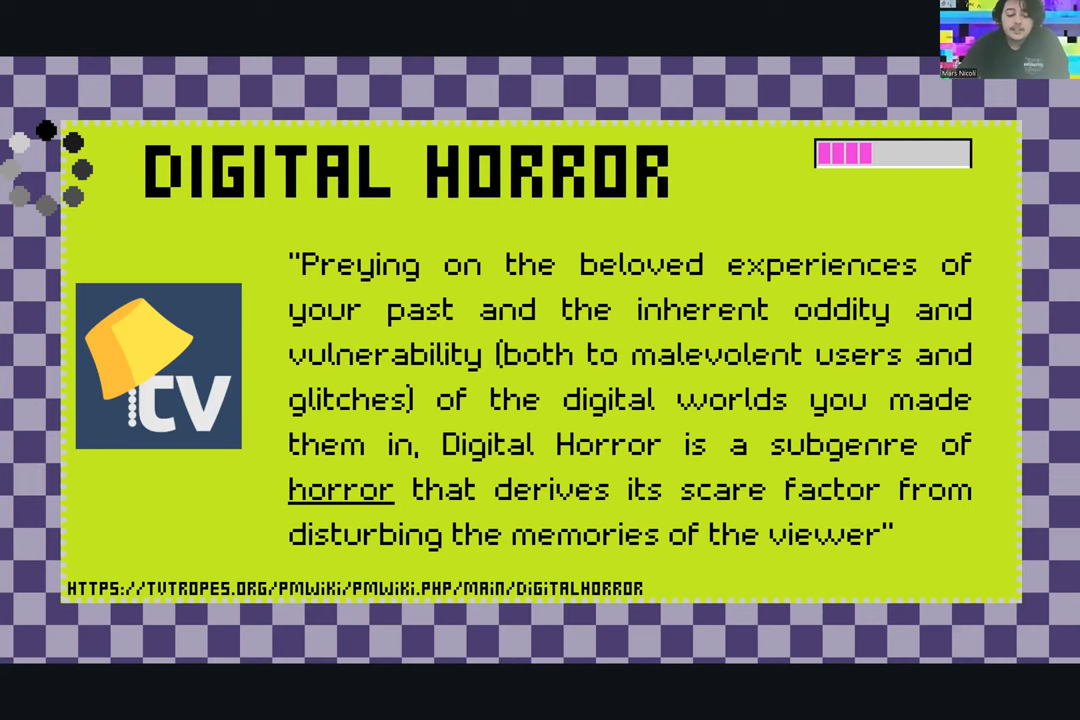 Mars Nicoli
DIGITAL HORROR
"Preying on the beloved experiences of
your past and the inherent oddity and
vulnerability (both to malevolent users and
glitches) of the digital worlds you made
them in, Digital Horror is a subgenre of
horror that derives its scare factor from
disturbing the memories of the viewer"
tv
HTTPS://TVTROPES.ORG/PMWiKi/PMWiKi.PHP/MAiN/DiGiTALHORROR